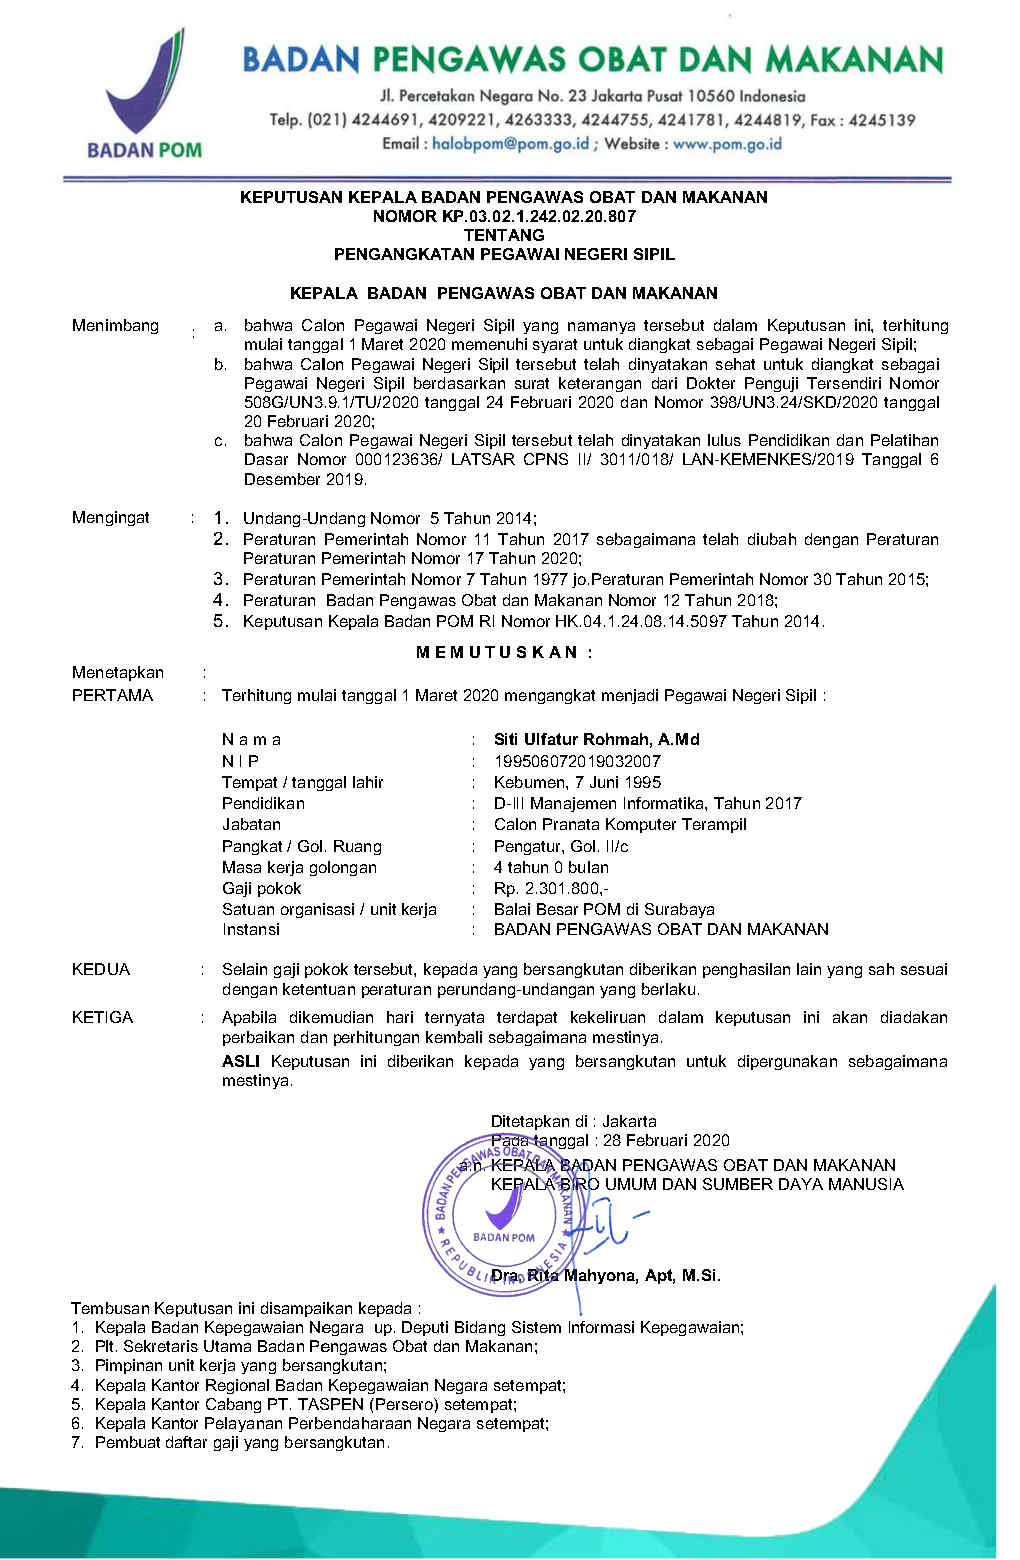 BADAN PENGAWAS OBAT DAN MAKANAN
Jl. Percetakan Negara No. 23 Jakarta Pusat 10560 Indonesia
Telp. (021) 4244691, 4209221, 4263333, 4244755, 4241781, 4244819, Fax : 4245139
Email : halobpom@pom.go.id ; Website : www.pom.go.id
BADAN POM
KEPUTUSAN KEPALA BADAN PENGAWAS OBAT DAN MAKANAN
NOMOR KP.03.02.1.242.02.20.807
TENTANG
PENGANGKATAN PEGAWAI NEGERI SIPIL
KEPALA BADAN PENGAWAS OBAT DAN MAKANAN
Menimbang : a. bahwa Calon Pegawai Negeri Sipil yang namanya tersebut dalam Keputusan ini, terhitung
mulai tanggal 1 Maret 2020 memenuhi syarat untuk diangkat sebagai Pegawai Negeri Sipil;
b. bahwa Calon Pegawai Negeri Sipil tersebut telah dinyatakan sehat untuk diangkat sebagai
Pegawai Negeri Sipil berdasarkan surat keterangan dari Dokter Penguji Tersendiri Nomor
508G/UN3.9.1/TU/2020 tanggal 24 Februari 2020 dan Nomor 398/UN3.24/SKD/2020 tanggal
20 Februari 2020;
c. bahwa Calon Pegawai Negeri Sipil tersebut telah dinyatakan lulus Pendidikan dan Pelatihan
Dasar Nomor 000123636/ LATSAR CPNS II/ 3011/018/ LAN-KEMENKES/2019 Tanggal 6
Desember 2019.
Mengingat : 1. Undang-Undang Nomor 5 Tahun 2014;
2. Peraturan Pemerintah Nomor 11 Tahun 2017 sebagaimana telah diubah dengan Peraturan
Peraturan Pemerintah Nomor 17 Tahun 2020;
3. Peraturan Pemerintah Nomor 7 Tahun 1977 jo.Peraturan Pemerintah Nomor 30 Tahun 2015;
4. Peraturan Badan Pengawas Obat dan Makanan Nomor 12 Tahun 2018;
5. Keputusan Kepala Badan POM RI Nomor HK.04.1.24.08.14.5097 Tahun 2014.
M E M U T U S K A N :
Menetapkan :
PERTAMA : Terhitung mulai tanggal 1 Maret 2020 mengangkat menjadi Pegawai Negeri Sipil :
N a m a : Siti Ulfatur Rohmah, A.Md
N I P : 199506072019032007
Tempat / tanggal lahir : Kebumen, 7 Juni 1995
Pendidikan : D-III Manajemen Informatika, Tahun 2017
Jabatan : Calon Pranata Komputer Terampil
Pangkat / Gol. Ruang : Pengatur, Gol. II/c
Masa kerja golongan : 4 tahun 0 bulan
Gaji pokok : Rp. 2.301.800,-
Satuan organisasi / unit kerja : Balai Besar POM di Surabaya
Instansi : BADAN PENGAWAS OBAT DAN MAKANAN
KEDUA : Selain gaji pokok tersebut, kepada yang bersangkutan diberikan penghasilan lain yang sah sesuai
dengan ketentuan peraturan perundang-undangan yang berlaku.
KETIGA : Apabila dikemudian hari ternyata terdapat kekeliruan dalam keputusan ini akan diadakan
perbaikan dan perhitungan kembali sebagaimana mestinya.
ASLI Keputusan ini diberikan kepada yang bersangkutan untuk dipergunakan sebagaimana
mestinya.
Ditetapkan di : Jakarta
Pada tanggal : 28 Februari 2020
a.n. KEPALA BADAN PENGAWAS OBAT DAN MAKANAN
KEPALA BIRO UMUM DAN SUMBER DAYA MANUSIA
BADAN PENGAWAS OBAT DAN MAKANAN
BADAN POM
REPUBLIK INDONESIA
Dra. Rita Mahyona, Apt, M.Si.
Tembusan Keputusan ini disampaikan kepada :
1. Kepala Badan Kepegawaian Negara up. Deputi Bidang Sistem Informasi Kepegawaian;
2. Plt. Sekretaris Utama Badan Pengawas Obat dan Makanan;
3. Pimpinan unit kerja yang bersangkutan;
4. Kepala Kantor Regional Badan Kepegawaian Negara setempat;
5. Kepala Kantor Cabang PT. TASPEN (Persero) setempat;
6. Kepala Kantor Pelayanan Perbendaharaan Negara setempat;
7. Pembuat daftar gaji yang bersangkutan.